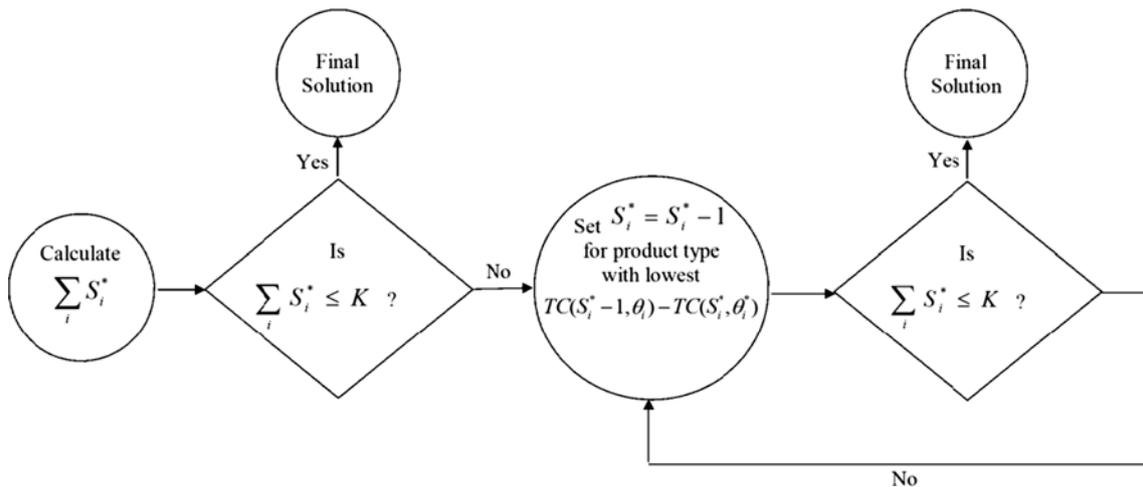 Calculate
∑_i S_i^*
Final
Solution
Yes
Is
∑_i S_i^* ≤ K ?
No
Set S_i^* = S_i^* − 1
for product type
with lowest
TC(S_i^* − 1, θ_i) − TC(S_i^*, θ_i^*)
Final
Solution
Yes
Is
∑_i S_i^* ≤ K ?
No